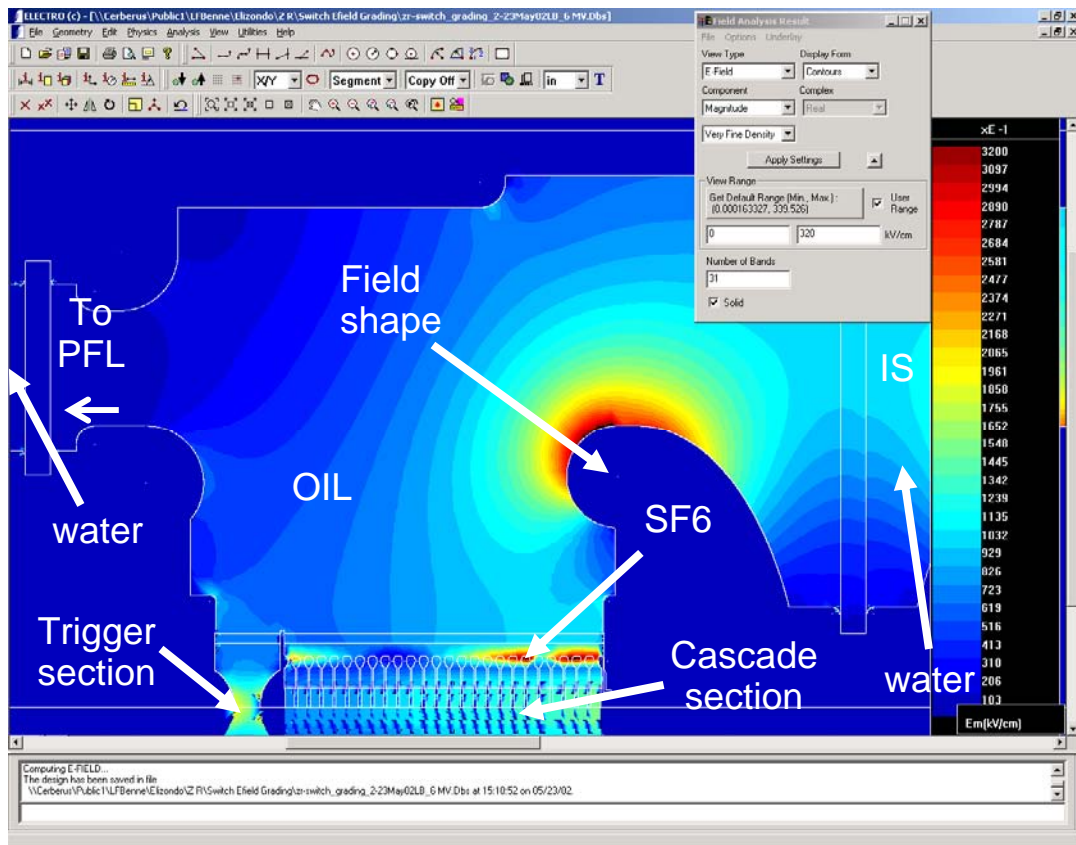 ELECTRO (c) - [\\Cerberus\Public1\LFBenne\Elizondo\Z R\Switch Efield Grading\zr-switch_grading_2-23May02LB_6 MV.Dbs]
File Geometry Edit Physics Analysis View Utilities Help
X/Y Segment Copy Off in T
Field Analysis Result
File Options Underlay
View Type Display Form
E-Field Contours
Component Complex
Magnitude Real
Very Fine Density
Apply Settings
View Range
Get Default Range (Min., Max.) :
(0.000163327, 339.526)
User
Range
0 320 kV/cm
Number of Bands
31
Solid
xE -1
3200
3097
2994
2890
2787
2684
2581
2477
2374
2271
2168
2065
1961
1858
1755
1652
1548
1445
1342
1239
1135
1032
929
826
723
619
516
413
310
206
103
Em(kV/cm)
To
PFL
Field
shape
IS
OIL
SF6
water
Trigger
section
Cascade
section
water
Computing E-FIELD...
The design has been saved in file
\\Cerberus\Public1\LFBenne\Elizondo\Z R\Switch Efield Grading\zr-switch_grading_2-23May02LB_6 MV.Dbs at 15:10:52 on 05/23/02.